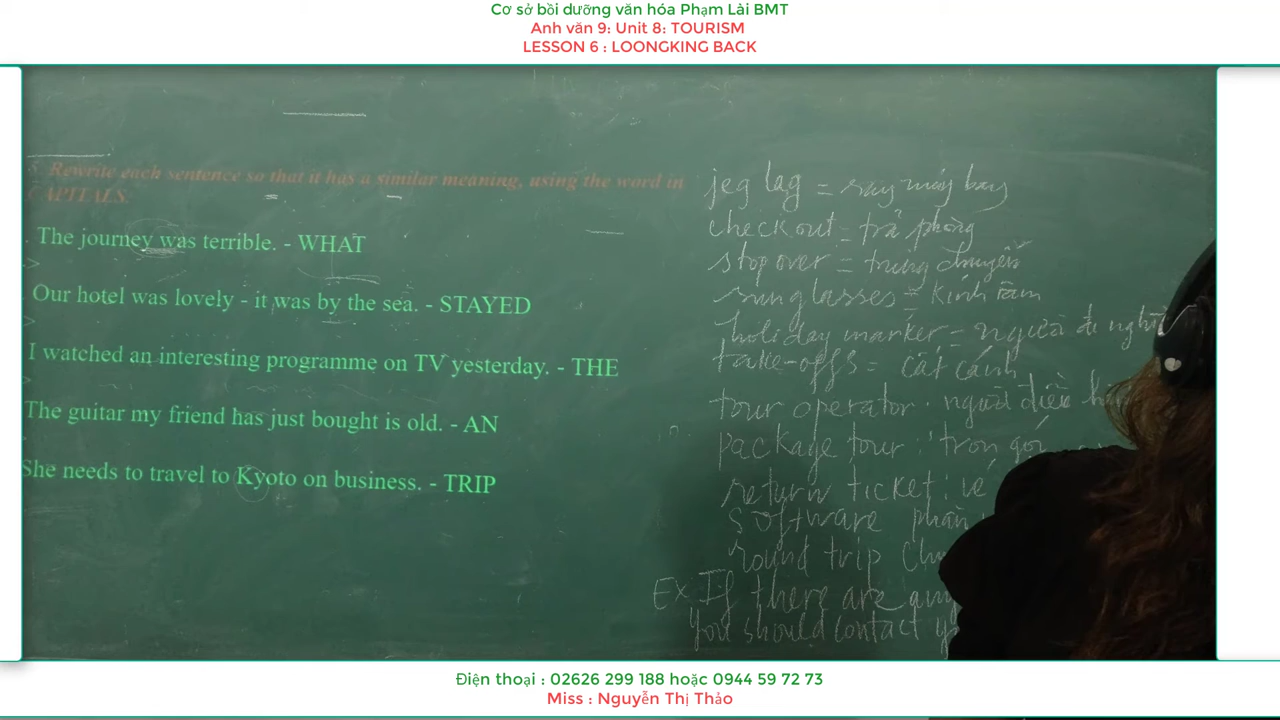 Cơ sở bồi dưỡng văn hóa Phạm Lài BMT
Anh văn 9: Unit 8: TOURISM
LESSON 6 : LOONGKING BACK
Rewrite each sentence so that it has a similar meaning, using the word in
CAPITALS.
The journey was terrible. - WHAT
Our hotel was lovely - it was by the sea. - STAYED
I watched an interesting programme on TV yesterday. - THE
The guitar my friend has just bought is old. - AN
She needs to travel to Kyoto on business. - TRIP
jeg lag = say máy bay
checkout = trả phòng
stop over = trung chuyển
sunglasses = kính râm
holiday marker = người đi nghỉ
take-offs = cất cánh
tour operator . người điều
package tour : trọn gói
return ticket : vé
software phần
round trip
Ex: If there are any
you should contact
Điện thoại : 02626 299 188 hoặc 0944 59 72 73
Miss : Nguyễn Thị Thảo